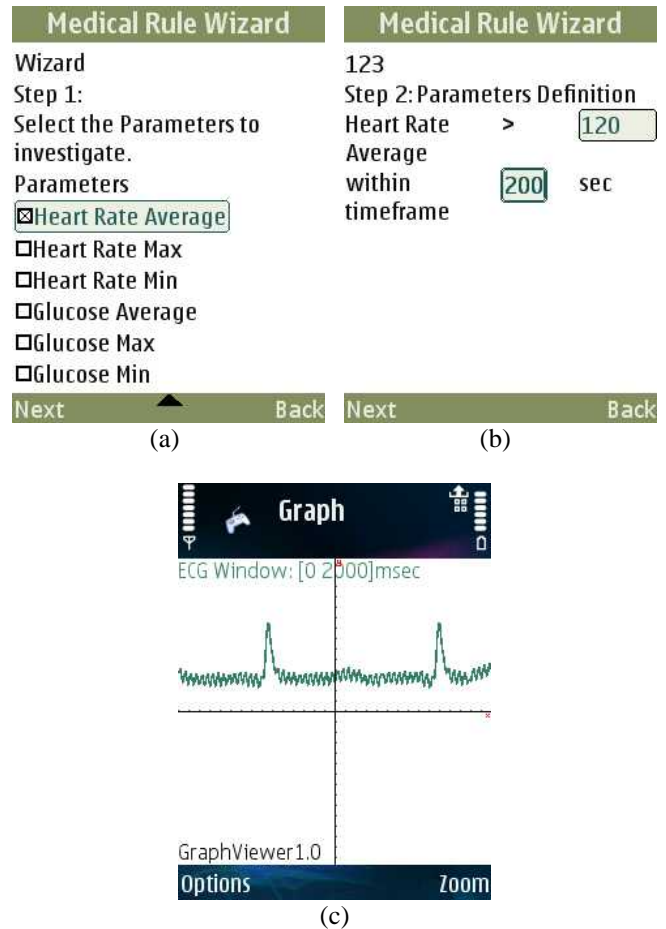 Medical Rule Wizard
Wizard
Step 1:
Select the Parameters to
investigate.
Parameters
Heart Rate Average
Heart Rate Max
Heart Rate Min
Glucose Average
Glucose Max
Glucose Min
Next Back
(a)
Medical Rule Wizard
123
Step 2: Parameters Definition
Heart Rate > 120
Average
within 200 sec
timeframe
Next Back
(b)
Graph
ECG Window: [0 2000]msec
x
GraphViewer1.0
Options Zoom
(c)